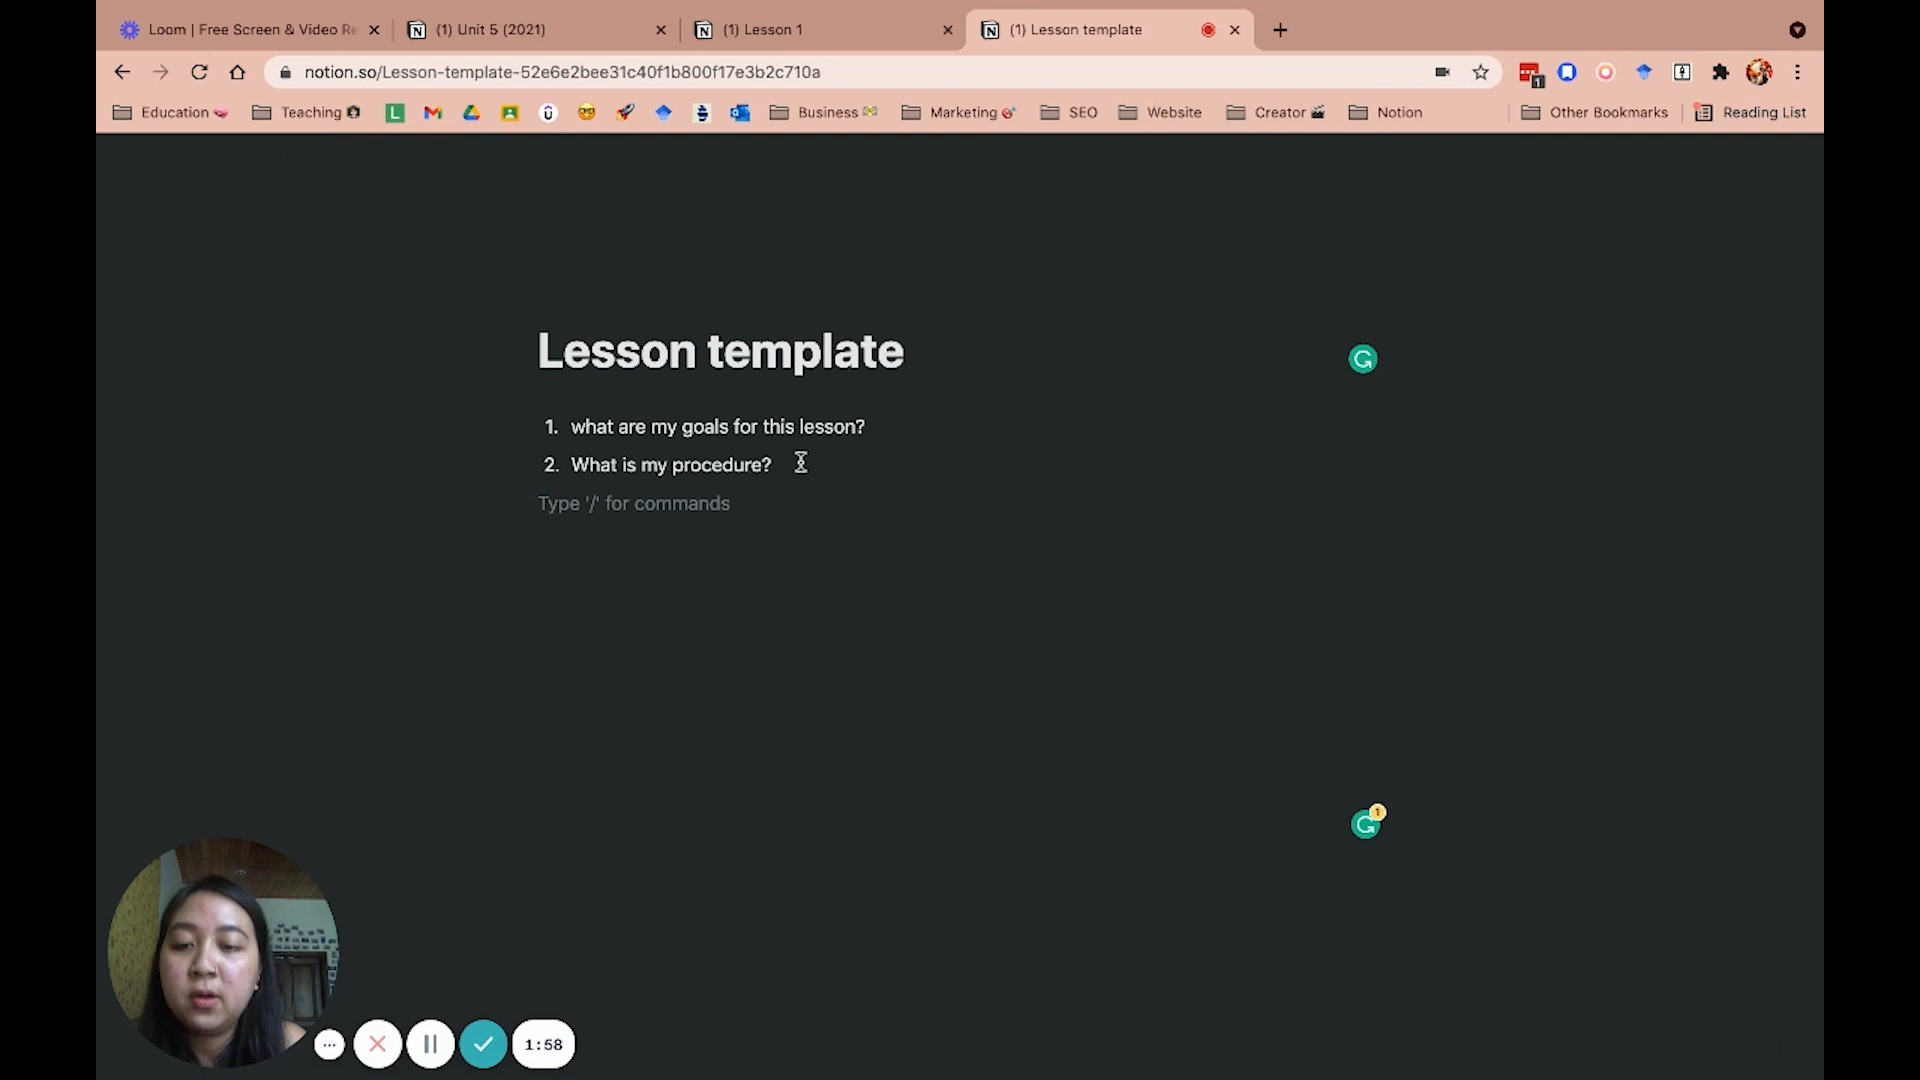 Loom | Free Screen & Video Re
(1) Unit 5 (2021)
(1) Lesson 1
(1) Lesson template
notion.so/Lesson-template-52e6e2bee31c40f1b800f17e3b2c710a
1
Education
Teaching
L
Business
Marketing
SEO
Website
Creator
Notion
Other Bookmarks
Reading List
Lesson template
1. what are my goals for this lesson?
2. What is my procedure?
Type '/' for commands
1
1:58